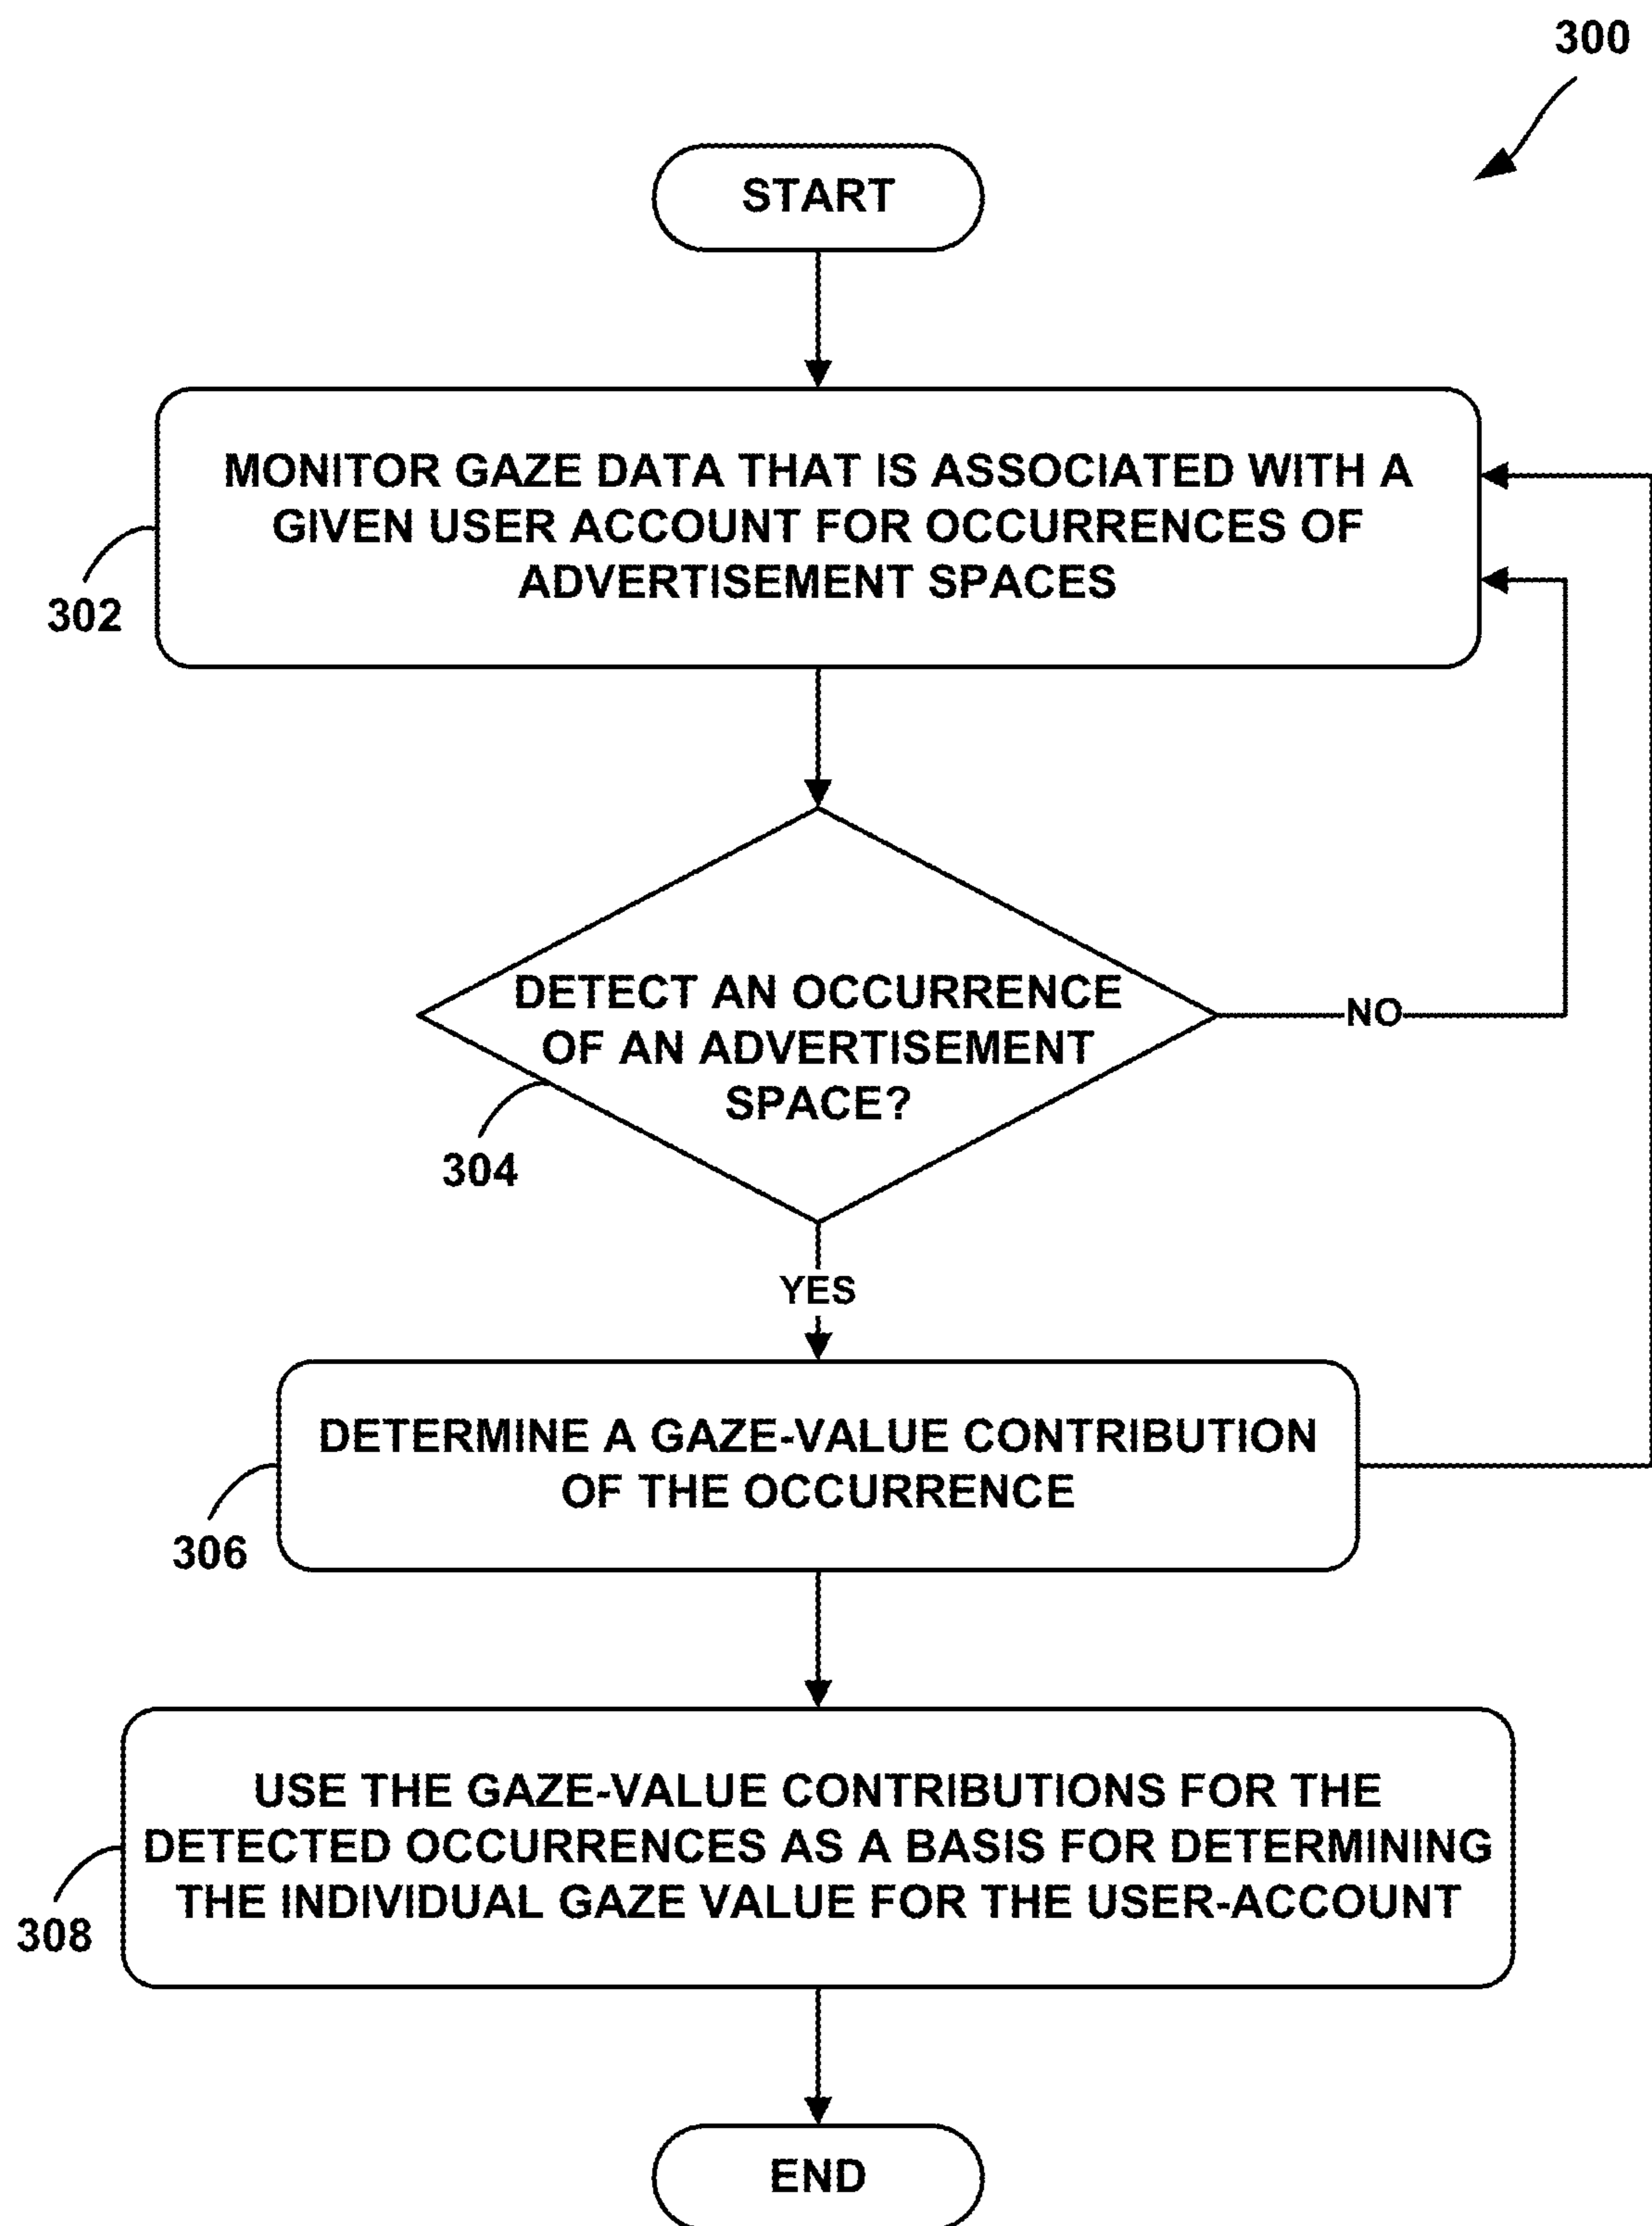 300
START
MONITOR GAZE DATA THAT IS ASSOCIATED WITH A
GIVEN USER ACCOUNT FOR OCCURRENCES OF
ADVERTISEMENT SPACES
302
DETECT AN OCCURRENCE
OF AN ADVERTISEMENT
SPACE?
NO
304
YES
DETERMINE A GAZE-VALUE CONTRIBUTION
OF THE OCCURRENCE
306
USE THE GAZE-VALUE CONTRIBUTIONS FOR THE
DETECTED OCCURRENCES AS A BASIS FOR DETERMINING
THE INDIVIDUAL GAZE VALUE FOR THE USER-ACCOUNT
308
END